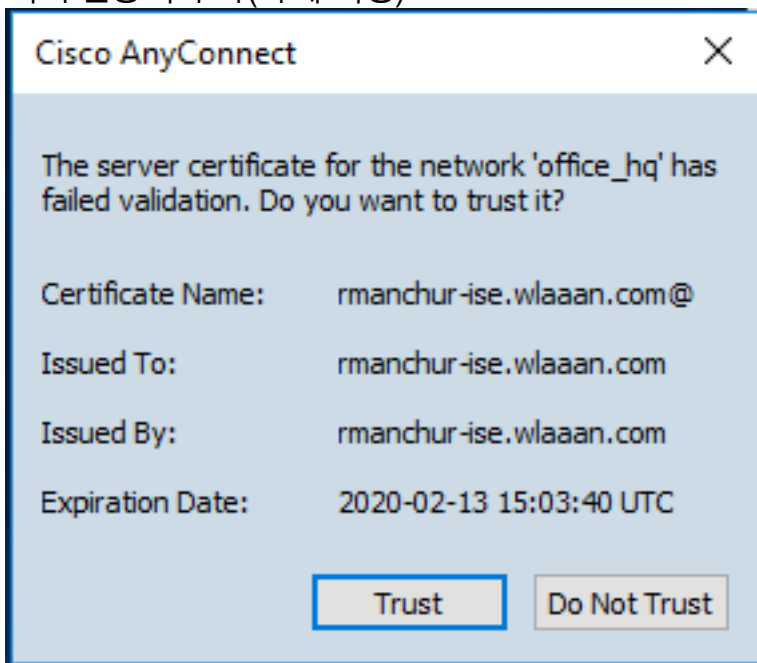 Cisco AnyConnect
The server certificate for the network 'office_hq' has
failed validation. Do you want to trust it?
Certificate Name: rmanchur-ise.wlaaan.com@
Issued To: rmanchur-ise.wlaaan.com
Issued By: rmanchur-ise.wlaaan.com
Expiration Date: 2020-02-13 15:03:40 UTC
Trust Do Not Trust